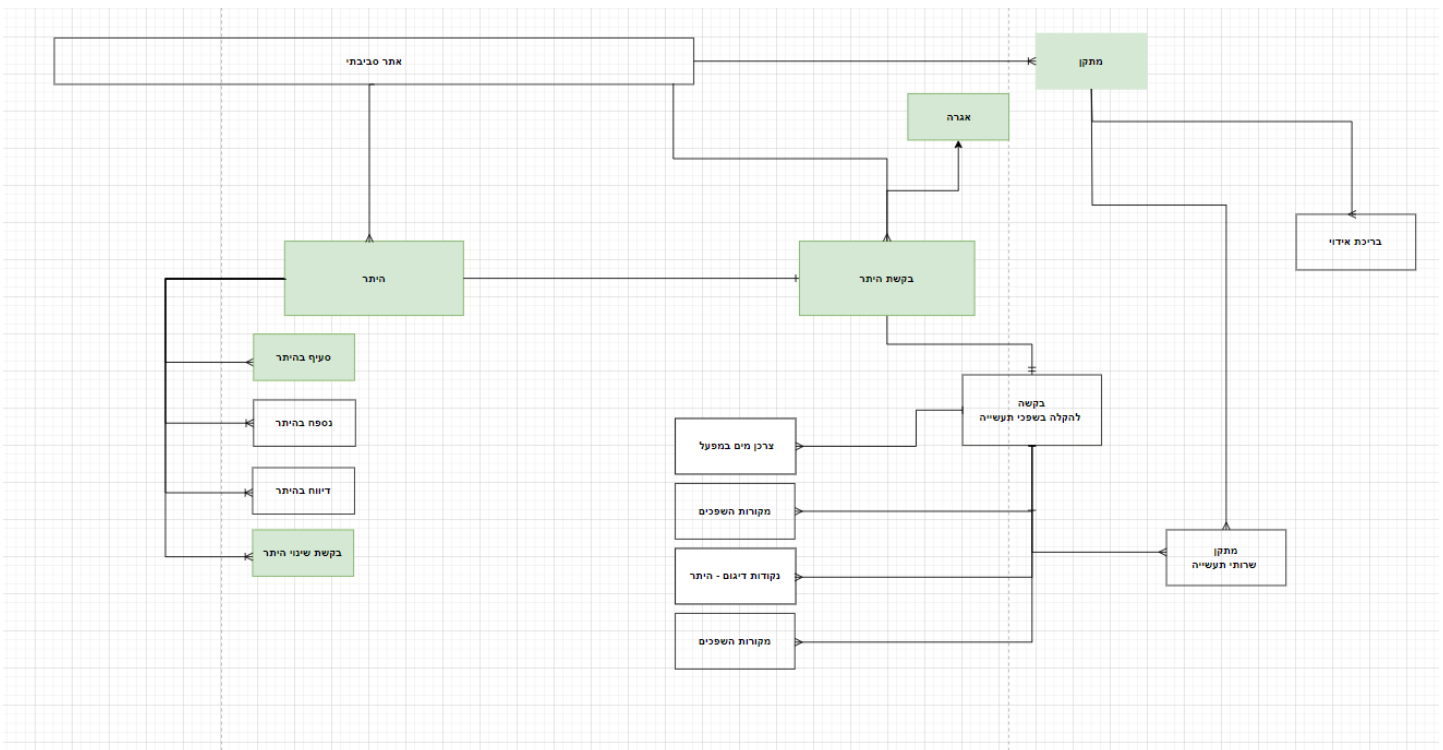 אתר סביבתי
מתקן
אגרה
בריכת אידוי
היתר
בקשת היתר
סעיף בהיתר
בקשה
להקלה בשפכי תעשייה
נספח בהיתר
צרכן מים במפעל
דיווח בהיתר
מקורות השפכים
בקשת שינוי היתר
מתקן
שרותי תעשייה
נקודות דיגום - היתר
מקורות השפכים